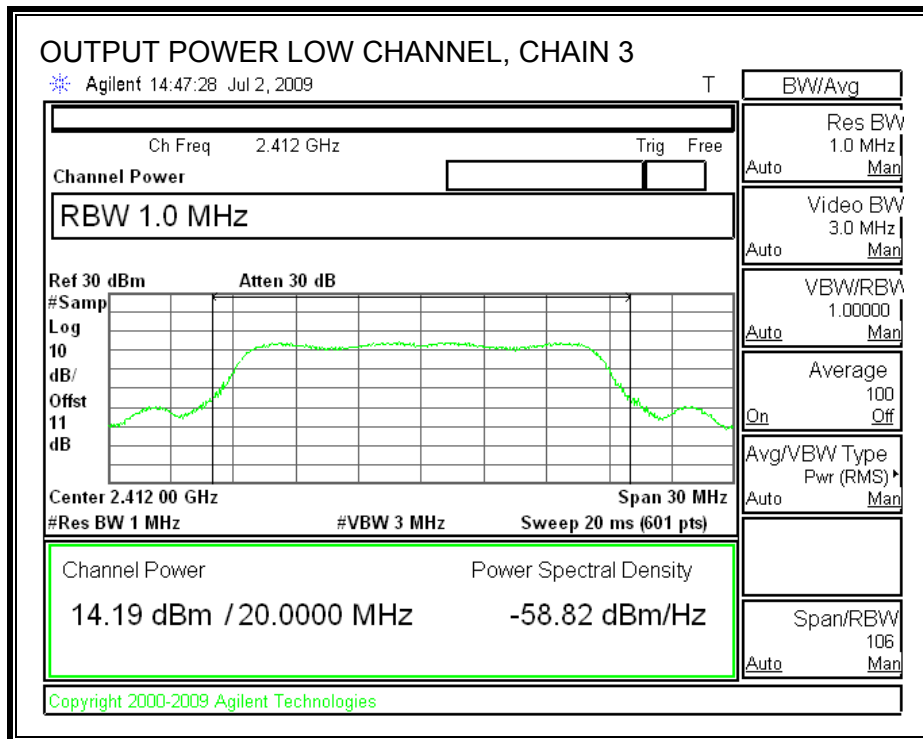 OUTPUT POWER LOW CHANNEL, CHAIN 3
Agilent 14:47:28 Jul 2, 2009 T
Ch Freq 2.412 GHz Trig Free
Channel Power
RBW 1.0 MHz
Ref 30 dBm Atten 30 dB
#Samp
Log
10
dB/
Offst
11
dB
Center 2.412 00 GHz Span 30 MHz
#Res BW 1 MHz #VBW 3 MHz Sweep 20 ms (601 pts)
Channel Power Power Spectral Density
14.19 dBm / 20.0000 MHz -58.82 dBm/Hz
Copyright 2000-2009 Agilent Technologies
BW/Avg
Res BW
1.0 MHz
Auto Man
Video BW
3.0 MHz
Auto Man
VBW/RBW
1.00000
Auto Man
Average
100
On Off
Avg/VBW Type
Pwr (RMS)
Auto Man
Span/RBW
106
Auto Man